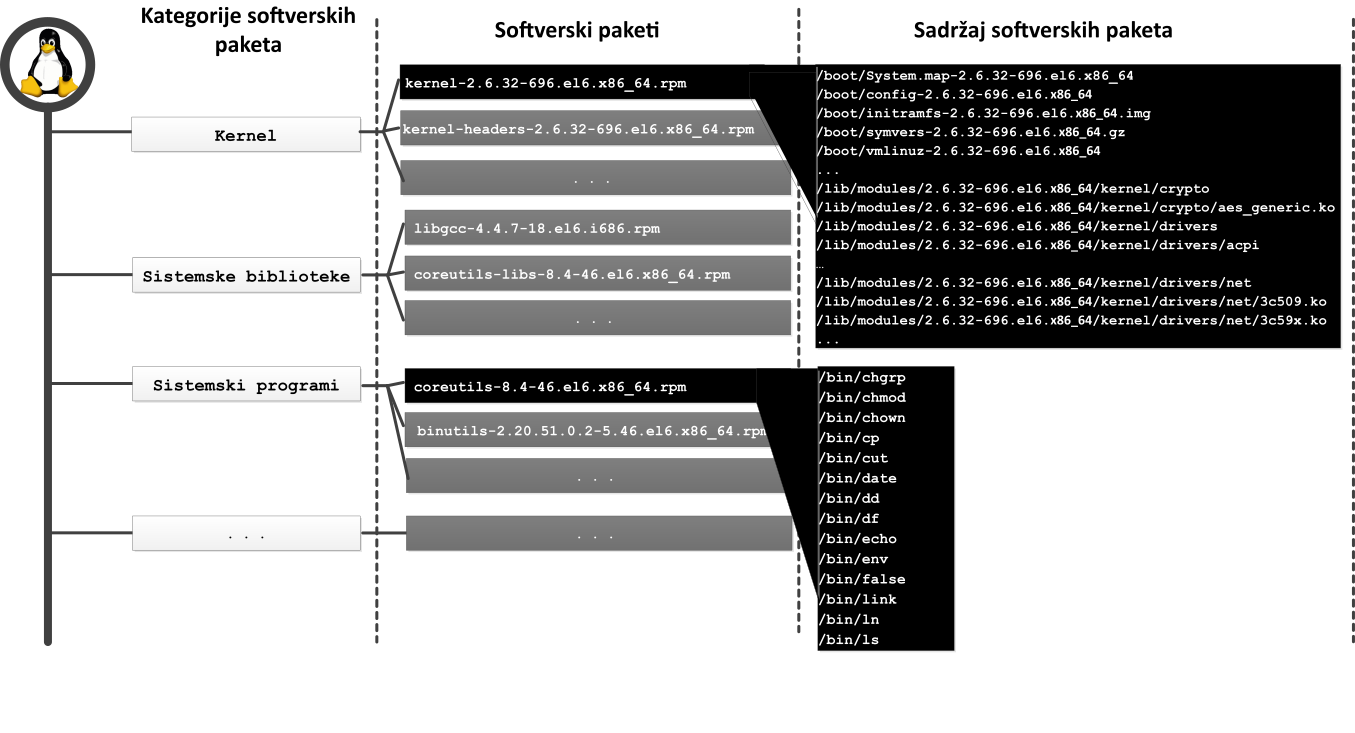 Kategorije softverskih
paketa
Softverski paketi
Sadržaj softverskih paketa
Kernel
kernel-2.6.32-696.el6.x86_64.rpm
kernel-headers-2.6.32-696.el6.x86_64.rpm
. . .
/boot/System.map-2.6.32-696.el6.x86_64
/boot/config-2.6.32-696.el6.x86_64
/boot/initramfs-2.6.32-696.el6.x86_64.img
/boot/symvers-2.6.32-696.el6.x86_64.gz
/boot/vmlinuz-2.6.32-696.el6.x86_64
...
/lib/modules/2.6.32-696.el6.x86_64/kernel/crypto
/lib/modules/2.6.32-696.el6.x86_64/kernel/crypto/aes_generic.ko
/lib/modules/2.6.32-696.el6.x86_64/kernel/drivers
/lib/modules/2.6.32-696.el6.x86_64/kernel/drivers/acpi
…
/lib/modules/2.6.32-696.el6.x86_64/kernel/drivers/net
/lib/modules/2.6.32-696.el6.x86_64/kernel/drivers/net/3c509.ko
/lib/modules/2.6.32-696.el6.x86_64/kernel/drivers/net/3c59x.ko
...
Sistemske biblioteke
libgcc-4.4.7-18.el6.i686.rpm
coreutils-libs-8.4-46.el6.x86_64.rpm
. . .
Sistemski programi
coreutils-8.4-46.el6.x86_64.rpm
binutils-2.20.51.0.2-5.46.el6.x86_64.rpm
. . .
/bin/chgrp
/bin/chmod
/bin/chown
/bin/cp
/bin/cut
/bin/date
/bin/dd
/bin/df
/bin/echo
/bin/env
/bin/false
/bin/link
/bin/ln
/bin/ls
. . .
. . .